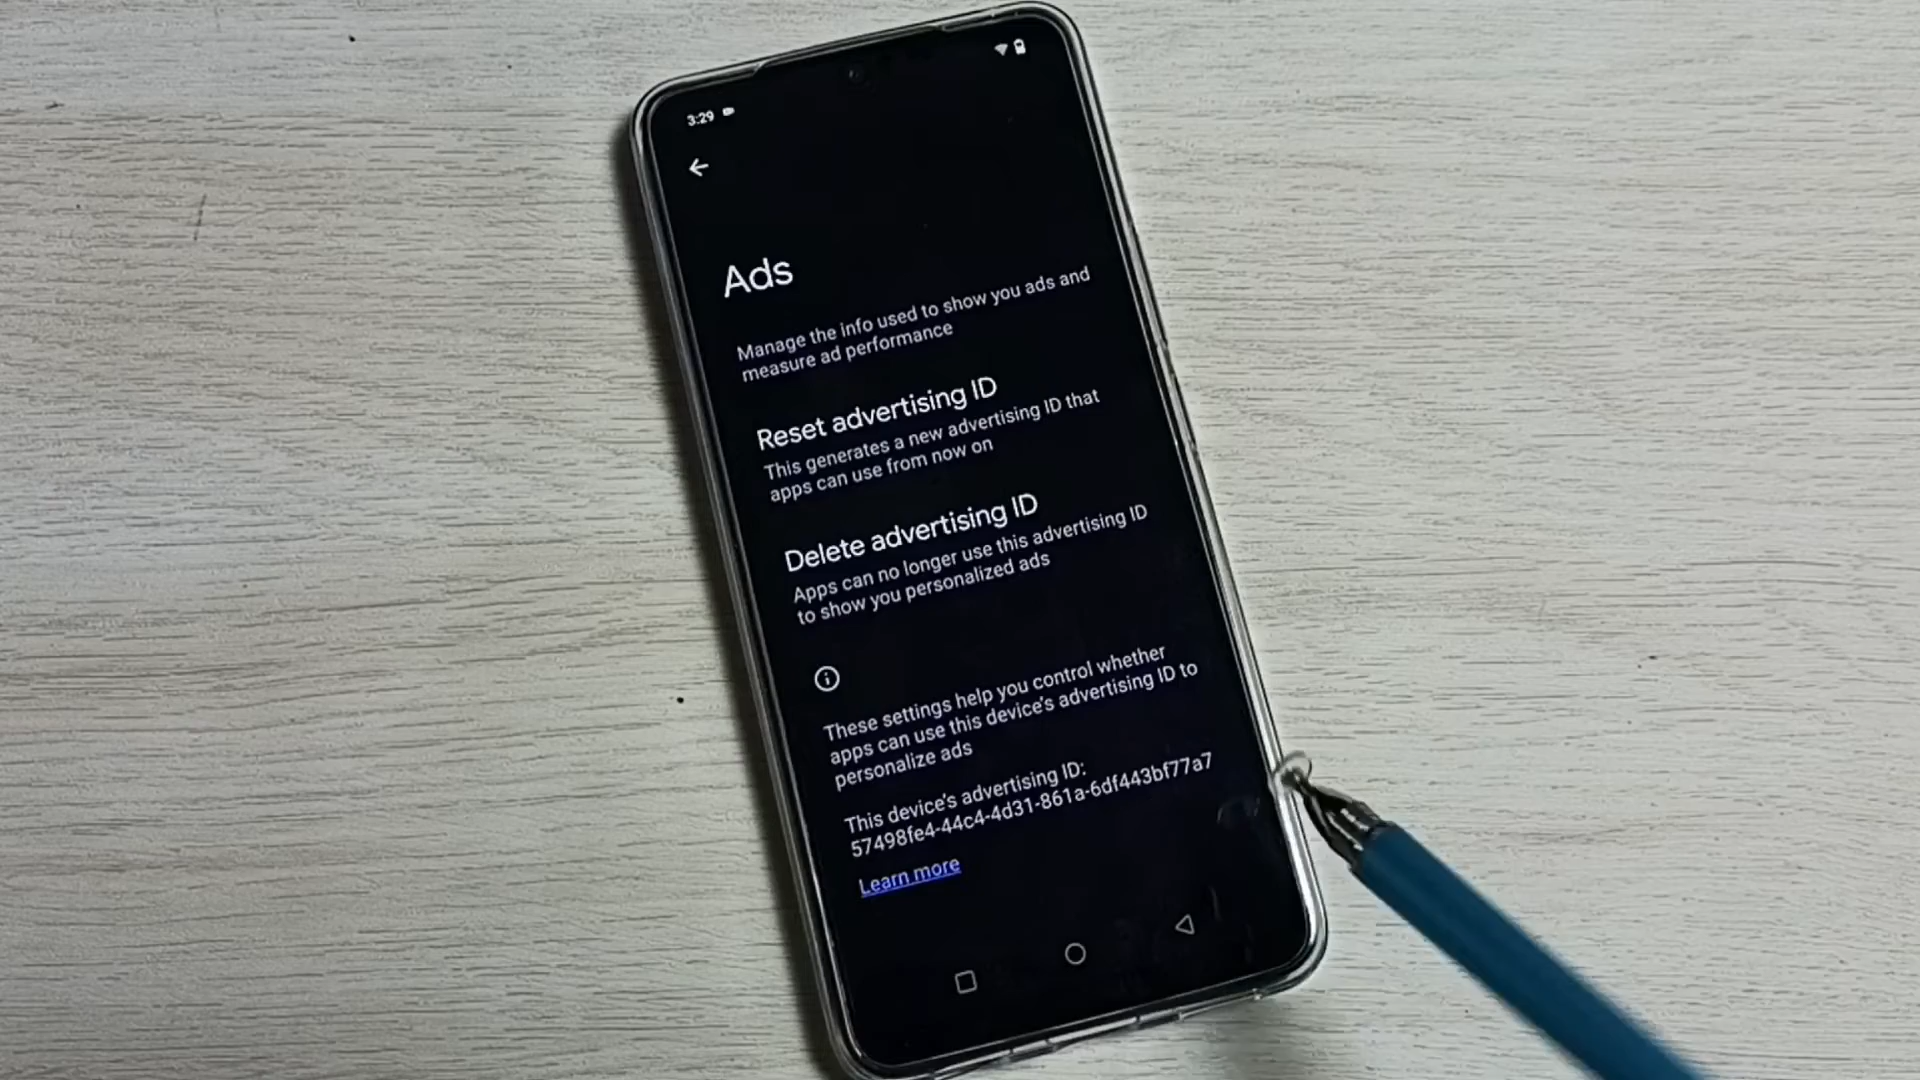 3:29
Ads
Manage the info used to show you ads and
measure ad performance
Reset advertising ID
This generates a new advertising ID that
apps can use from now on
Delete advertising ID
Apps can no longer use this advertising ID
to show you personalized ads
These settings help you control whether
apps can use this device's advertising ID to
personalize ads
This device's advertising ID:
57498fe4-44c4-4d31-861a-6df443bf77a7
Learn more